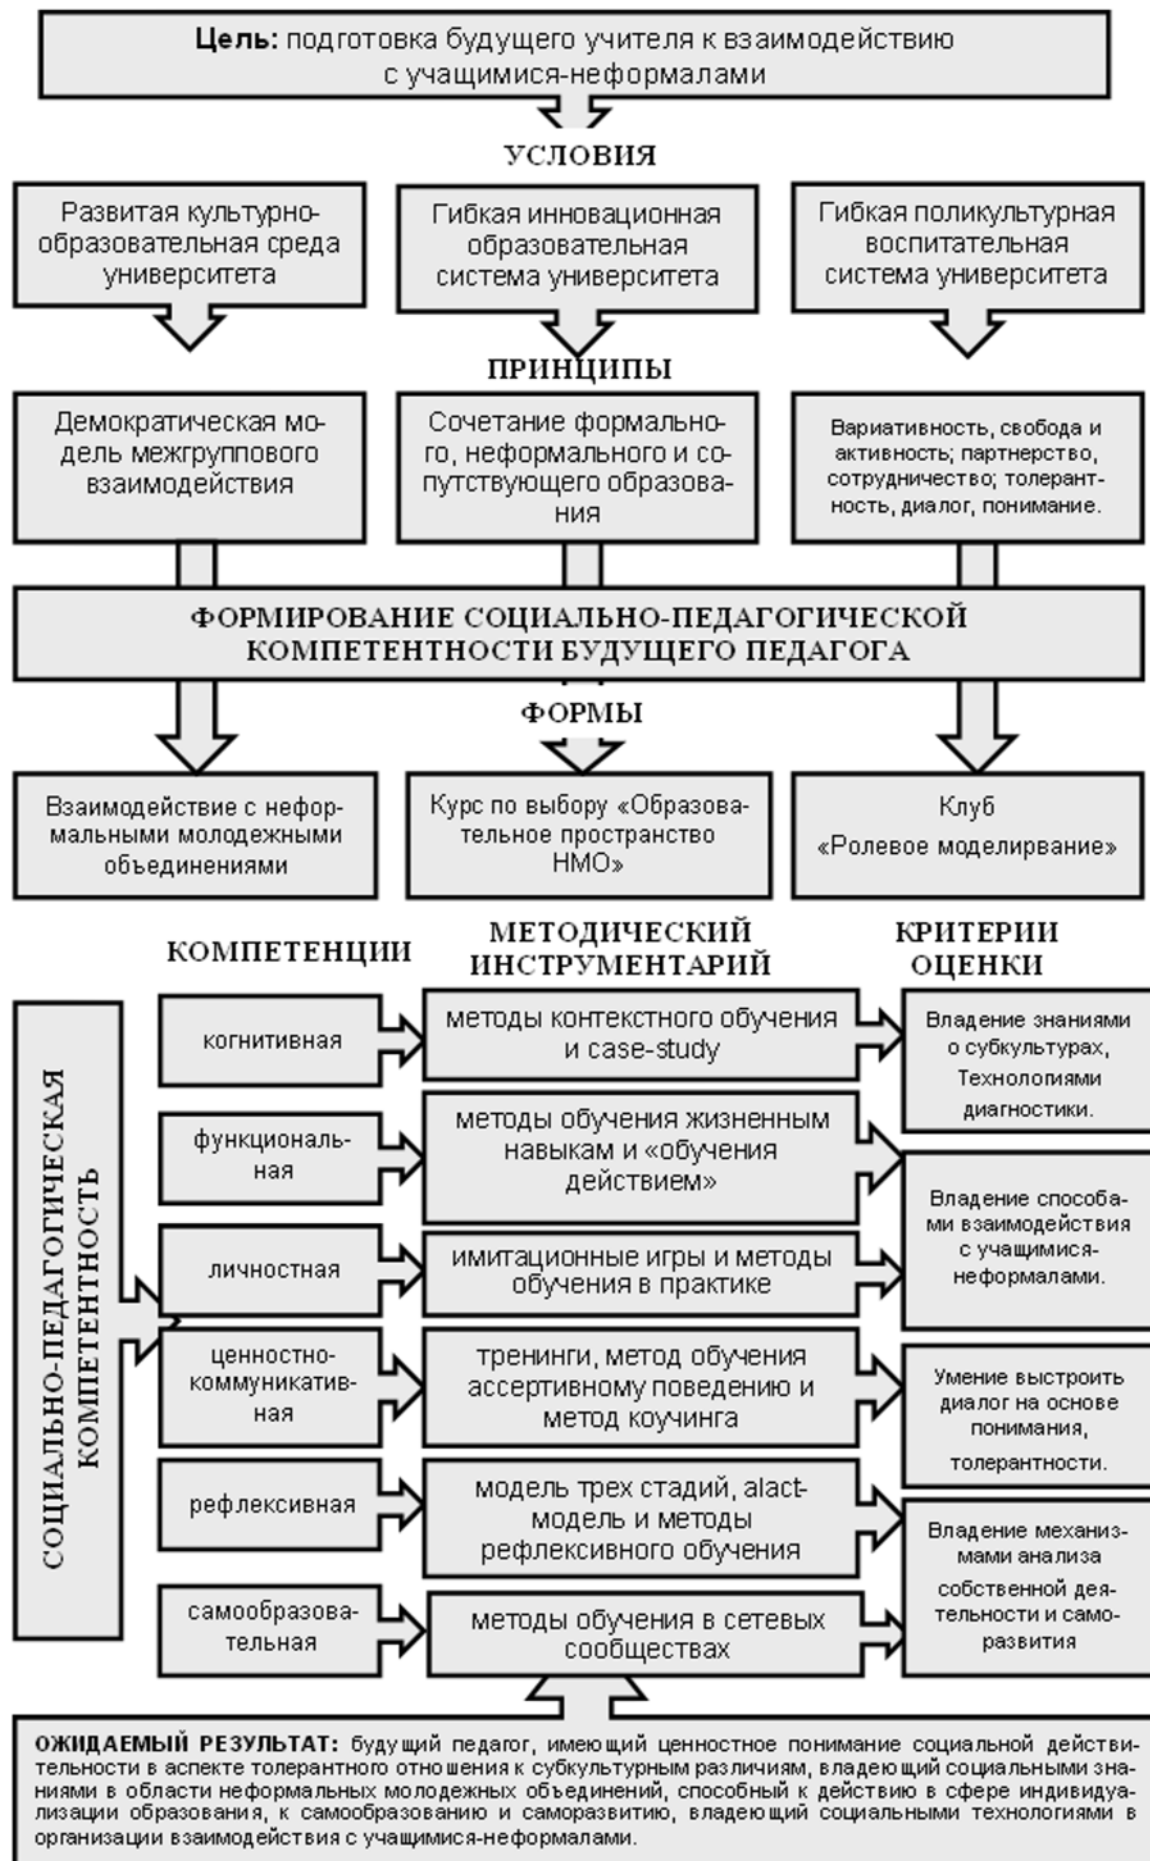 Цель: подготовка будущего учителя к взаимодействию
с учащимися-неформалами
УСЛОВИЯ
Развитая культурно-
образовательная среда
университета
Гибкая инновационная
образовательная
система университета
Гибкая поликультурная
воспитательная
система университета
ПРИНЦИПЫ
Демократическая мо-
дель межгруппового
взаимодействия
Сочетание формально-
го, неформального и со-
путствующего образова-
ния
Вариативность, свобода и
активность; партнерство,
сотрудничество; толерант-
ность, диалог, понимание.
ФОРМИРОВАНИЕ СОЦИАЛЬНО-ПЕДАГОГИЧЕСКОЙ
КОМПЕТЕНТНОСТИ БУДУЩЕГО ПЕДАГОГА
ФОРМЫ
Взаимодействие с нефор-
мальными молодежными
объединениями
Курс по выбору «Образова-
тельное пространство
НМО»
Клуб
«Ролевое моделирвание»
КОМПЕТЕНЦИИ
МЕТОДИЧЕСКИЙ
ИНСТРУМЕНТАРИЙ
КРИТЕРИИ
ОЦЕНКИ
СОЦИАЛЬНО-ПЕДАГОГИЧЕСКАЯ
КОМПЕТЕНТНОСТЬ
когнитивная
методы контекстного обучения
и case-study
Владение знаниями
о субкультурах,
Технологиями
диагностики.
функциональ-
ная
методы обучения жизненным
навыкам и «обучения
действием»
Владение способа-
ми взаимодействия
с учащимися-
неформалами.
личностная
имитационные игры и методы
обучения в практике
ценностно-
коммуникатив-
ная
тренинги, метод обучения
ассертивному поведению и
метод коучинга
Умение выстроить
диалог на основе
понимания,
толерантности.
рефлексивная
модель трех стадий, alact-
модель и методы
рефлексивного обучения
Владение механиз-
мами анализа
собственной дея-
тельности и само-
развития
самообразова-
тельная
методы обучения в сетевых
сообществах
ОЖИДАЕМЫЙ РЕЗУЛЬТАТ: будущий педагог, имеющий ценностное понимание социальной действи-
тельности в аспекте толерантного отношения к субкультурным различиям, владеющий социальными зна-
ниями в области неформальных молодежных объединений, способный к действию в сфере индивиду-
ализации образования, к самообразованию и саморазвитию, владеющий социальными технологиями в
организации взаимодействия с учащимися-неформалами.